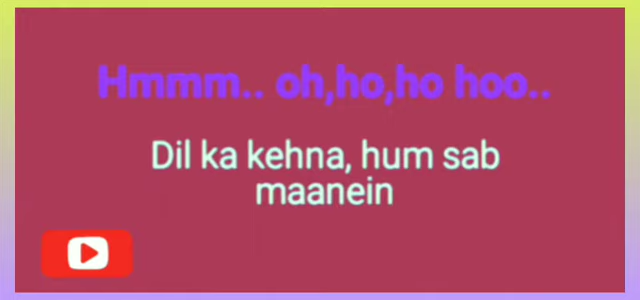 Hmmm.. oh,ho,ho hoo..
Dil ka kehna, hum sab
maanein